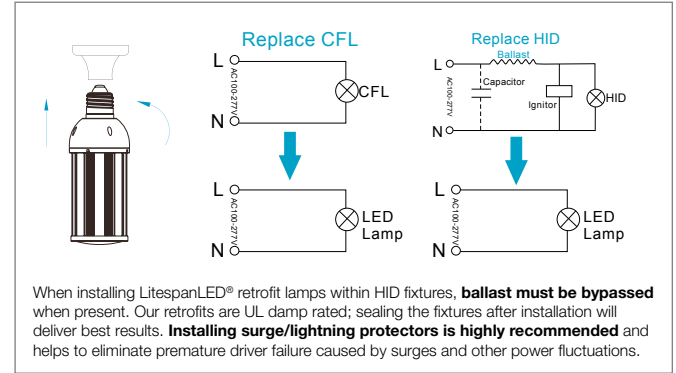 Replace CFL
L
AC100-277V
CFL
N
L
AC100-277V
LED
Lamp
N
Replace HID
Ballast
L
AC100-277V
Capacitor
Ignitor
HID
N
L
AC100-277V
LED
Lamp
N
When installing LitespanLED® retrofit lamps within HID fixtures, ballast must be bypassed
when present. Our retrofits are UL damp rated; sealing the fixtures after installation will
deliver best results. Installing surge/lightning protectors is highly recommended and
helps to eliminate premature driver failure caused by surges and other power fluctuations.